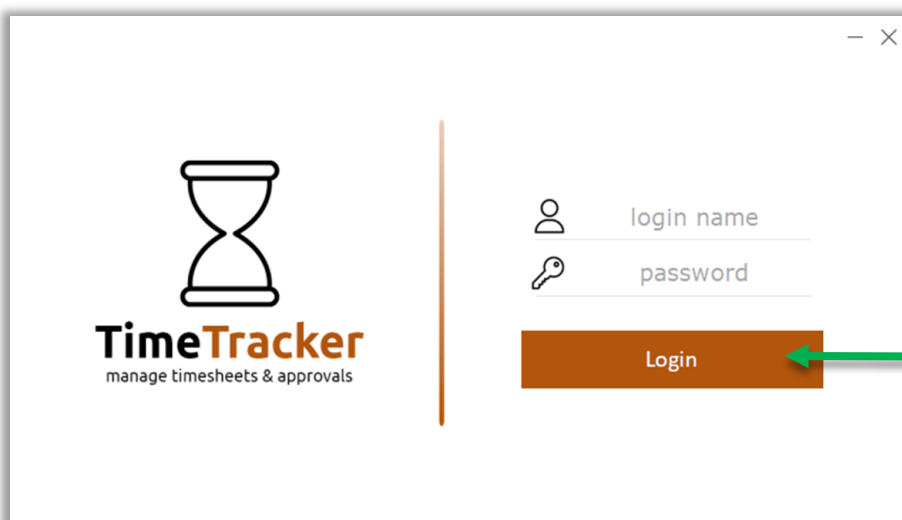 TimeTracker
manage timesheets & approvals
login name
password
Login